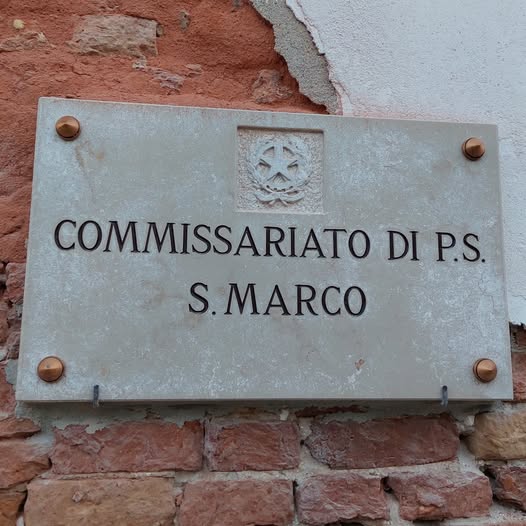 COMMISSARIATO DI P.S.
S. MARCO